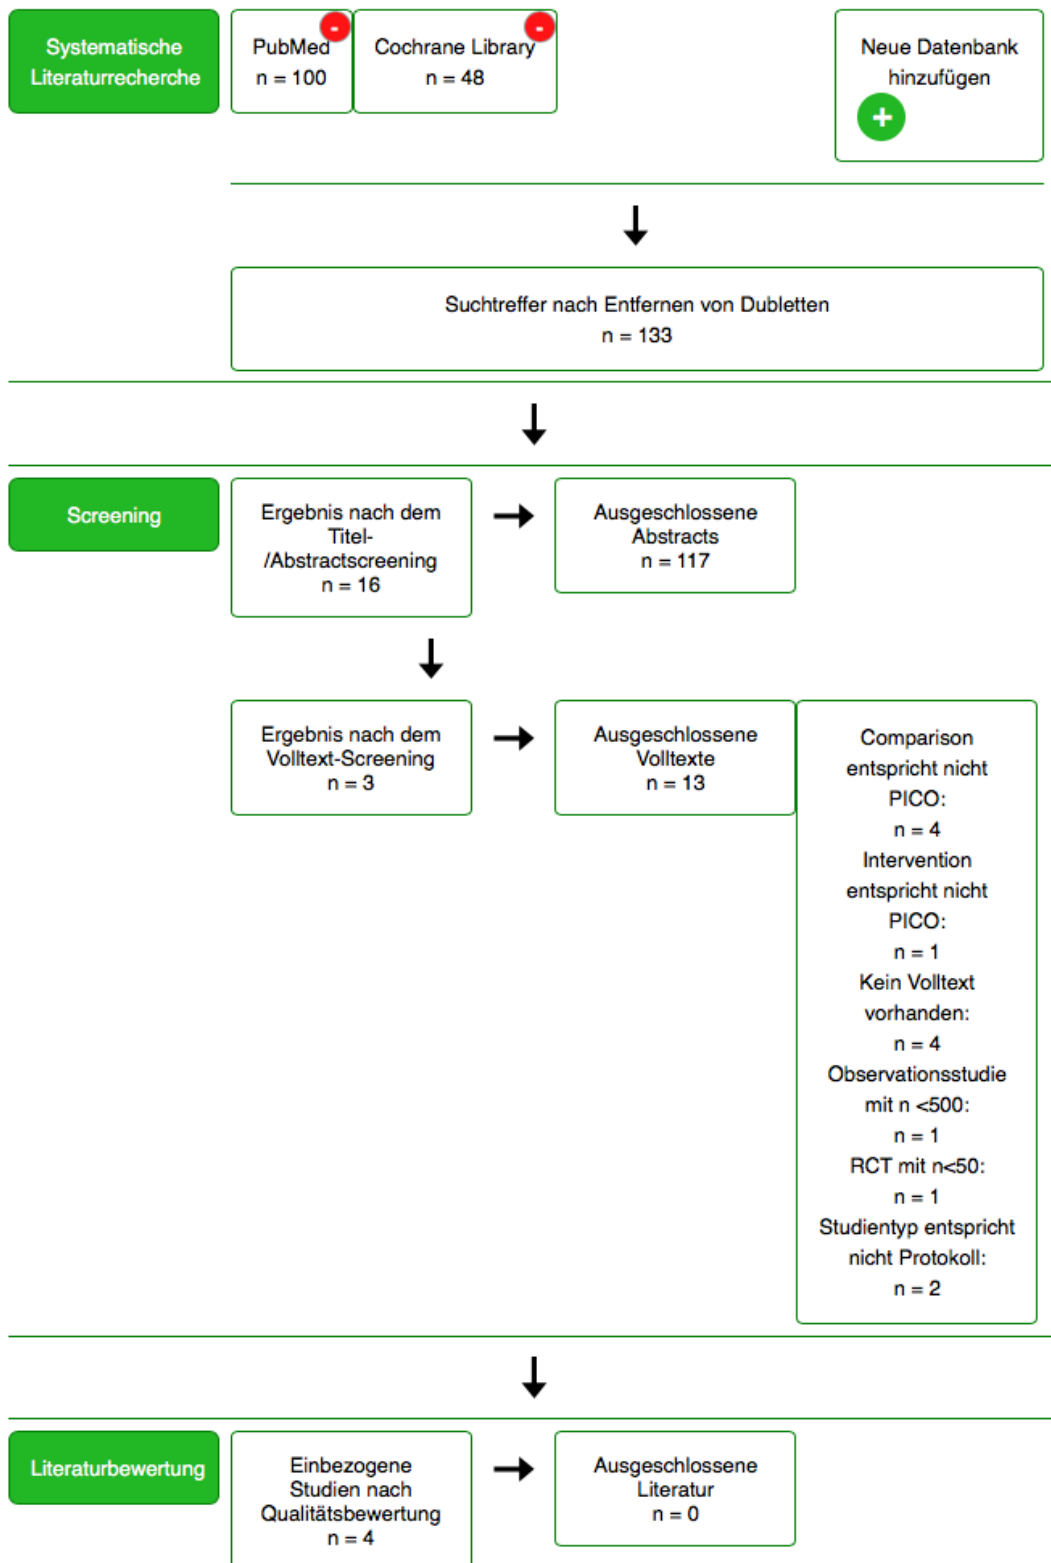 Systematische
Literaturrecherche
PubMed
n = 100
-
Cochrane Library
n = 48
-
Neue Datenbank
hinzufügen
+
Suchtreffer nach Entfernen von Dubletten
n = 133
Screening
Ergebnis nach dem
Titel-
/Abstractscreening
n = 16
Ausgeschlossene
Abstracts
n = 117
Ergebnis nach dem
Volltext-Screening
n = 3
Ausgeschlossene
Volltexte
n = 13
Comparison
entspricht nicht
PICO:
n = 4
Intervention
entspricht nicht
PICO:
n = 1
Kein Volltext
vorhanden:
n = 4
Observationsstudie
mit n <500:
n = 1
RCT mit n<50:
n = 1
Studientyp entspricht
nicht Protokoll:
n = 2
Literaturbewertung
Einbezogene
Studien nach
Qualitätsbewertung
n = 4
Ausgeschlossene
Literatur
n = 0